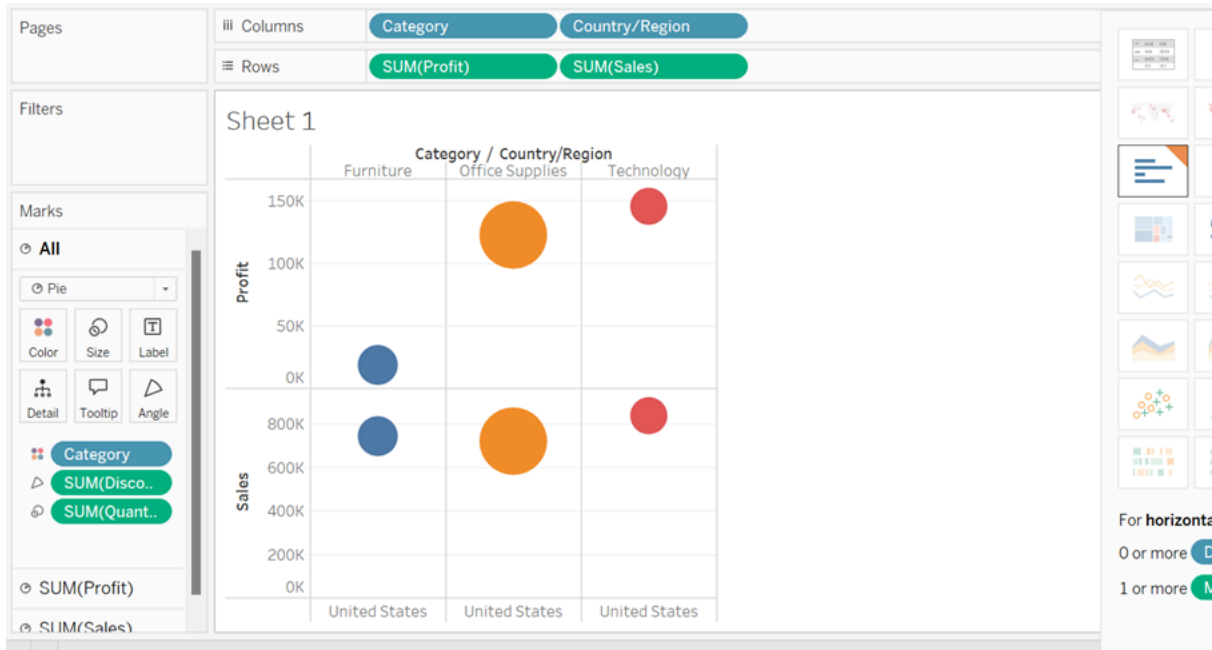 Pages
Columns
Category
Country/Region
Rows
SUM(Profit)
SUM(Sales)
Filters
Sheet 1
Category / Country/Region
Furniture
Office Supplies
Technology
Marks
All
Pie
Color
Size
Label
Detail
Tooltip
Angle
Category
SUM(Disco..
SUM(Quant..
SUM(Profit)
SUM(Sales)
Profit
150K
100K
50K
0K
Sales
800K
600K
400K
200K
0K
United States
United States
United States
For horizonta
0 or more D
1 or more M